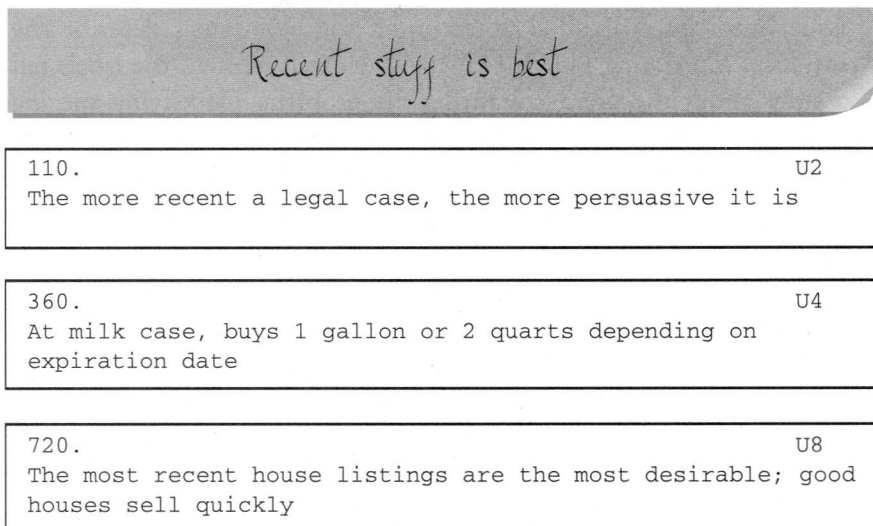 Recent stuff is best
110. U2
The more recent a legal case, the more persuasive it is
360. U4
At milk case, buys 1 gallon or 2 quarts depending on
expiration date
720. U8
The most recent house listings are the most desirable; good
houses sell quickly